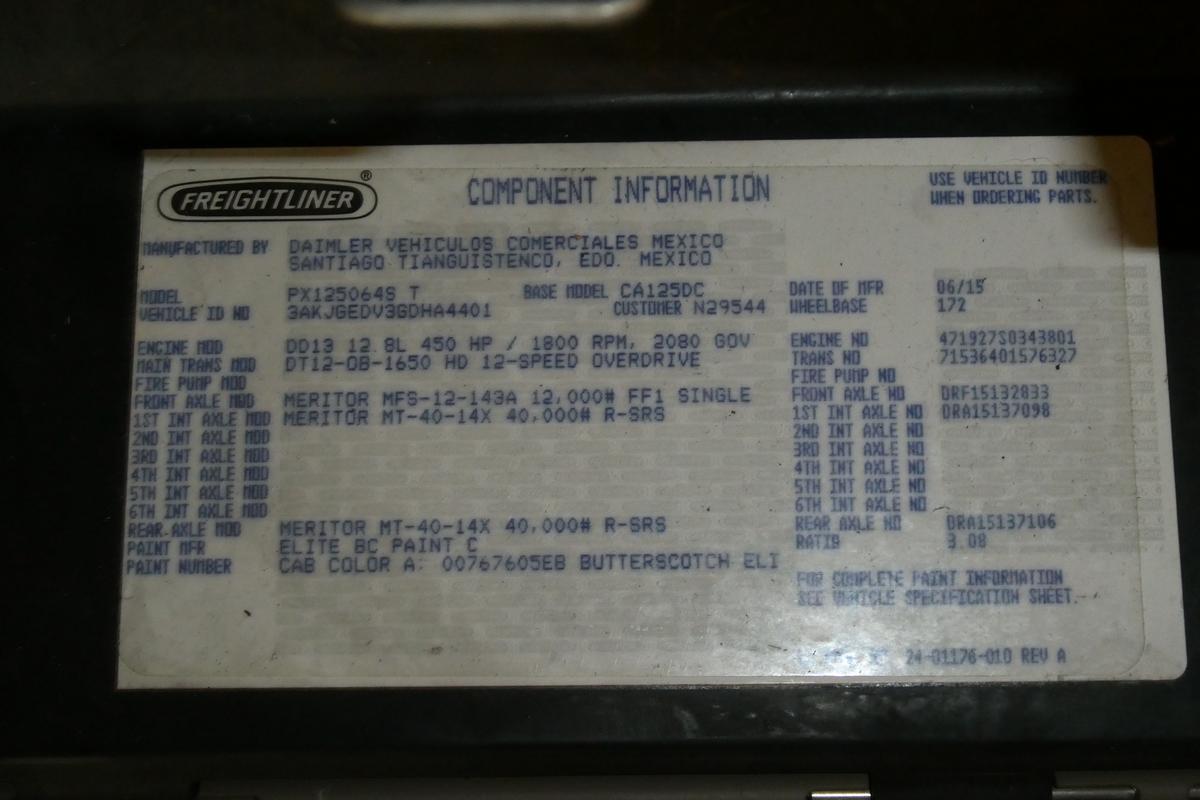 FREIGHTLINER®
COMPONENT INFORMATION
USE VEHICLE ID NUMBER
WHEN ORDERING PARTS.
MANUFACTURED BY DAIMLER VEHICULOS COMERCIALES MEXICO
SANTIAGO TIANGUISTENCO, EDO. MEXICO
MODEL PX125064S T BASE MODEL CA125DC DATE OF MFR 06/15
VEHICLE ID NO 3AKJGEDV3GDHA4401 CUSTOMER N29544 WHEELBASE 172
ENGINE MOD DD13 12.8L 450 HP / 1800 RPM, 2080 GOV ENGINE NO 471927S0343801
MAIN TRANS MOD DT12-OB-1650 HD 12-SPEED OVERDRIVE TRANS NO 71536401576327
FIRE PUMP MOD FIRE PUMP NO
FRONT AXLE MOD MERITOR MFS-12-143A 12,000# FF1 SINGLE FRONT AXLE NO DRF15132833
1ST INT AXLE MOD MERITOR MT-40-14X 40,000# R-SRS 1ST INT AXLE NO DRA15137098
2ND INT AXLE MOD 2ND INT AXLE NO
3RD INT AXLE MOD 3RD INT AXLE NO
4TH INT AXLE MOD 4TH INT AXLE NO
5TH INT AXLE MOD 5TH INT AXLE NO
6TH INT AXLE MOD 6TH INT AXLE NO
REAR AXLE MOD MERITOR MT-40-14X 40,000# R-SRS REAR AXLE NO DRA15137106
PAINT MFR ELITE BC PAINT C RATIO 3.08
PAINT NUMBER CAB COLOR A: 00767605EB BUTTERSCOTCH ELI
FOR COMPLETE PAINT INFORMATION
SEE VEHICLE SPECIFICATION SHEET.
24-01176-010 REV A